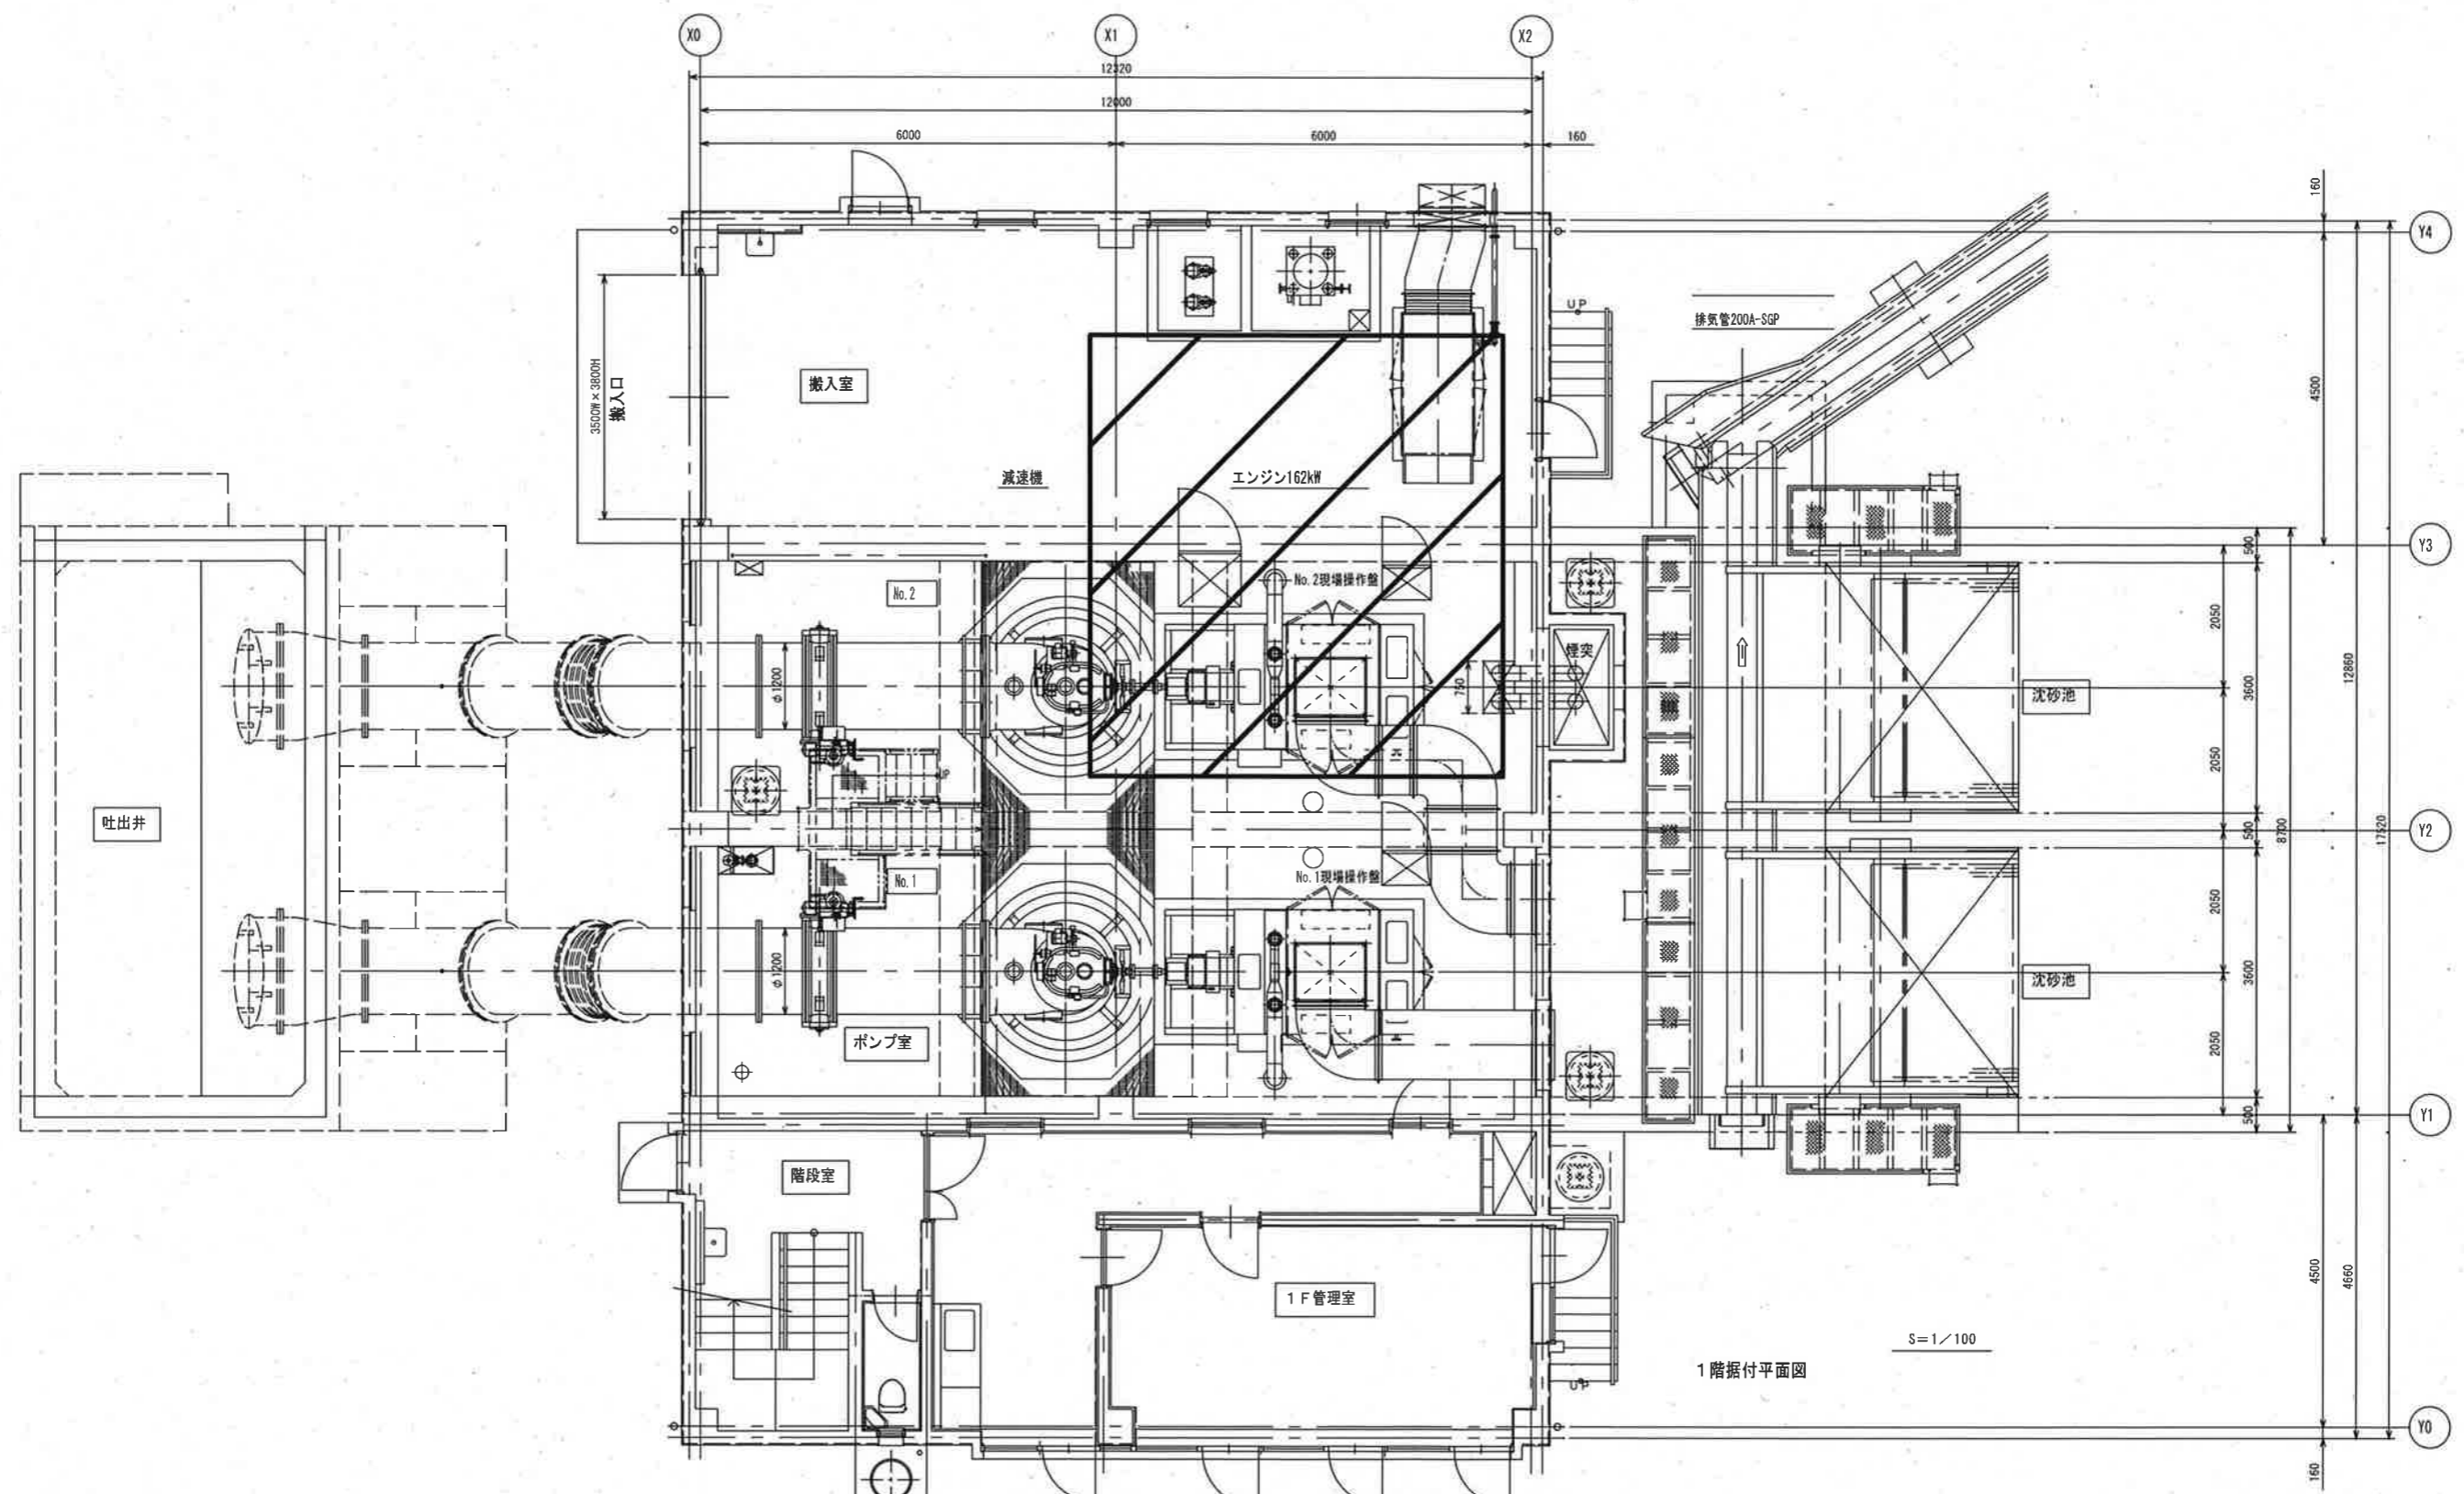 X0
X1
X2
12320
12000
6000
6000
160
160
Y4
UP
排気管200A-SGP
3500W×3800H
搬入口
搬入室
4500
減速機
エンジン162kW
Y3
500
No.2
No.2現場操作盤
2050
煙突
φ1200
750
沈砂池
3600
12860
2050
UP
吐出井
500
8700
17520
Y2
No.1
No.1現場操作盤
2050
φ1200
沈砂池
3600
ポンプ室
2050
500
Y1
階段室
1F管理室
4500
4660
S=1/100
1階据付平面図
UP
Y0
160